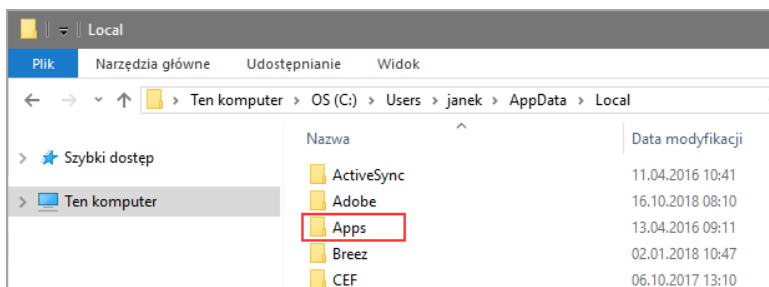 Local
Plik Narzędzia główne Udostępnianie Widok
Ten komputer > OS (C:) > Users > janek > AppData > Local
Nazwa Data modyfikacji
Szybki dostęp
ActiveSync 11.04.2016 10:41
Ten komputer
Adobe 16.10.2018 08:10
Apps 13.04.2016 09:11
Breez 02.01.2018 10:47
CEF 06.10.2017 13:10